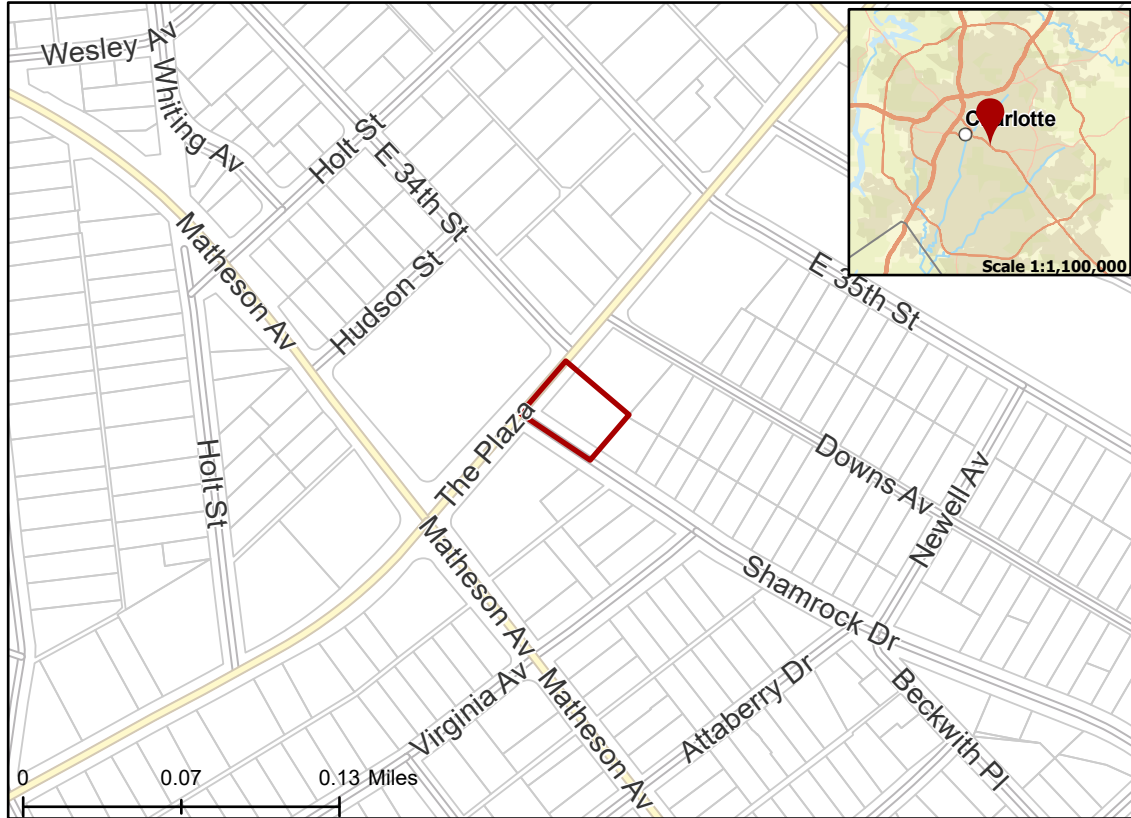 Wesley Av
Whiting Av
Holt St
E 34th St
Charlotte
Scale 1:1,100,000
Matheson Av
Hudson St
E 35th St
The Plaza
Holt St
Downs Av
Newell Av
Matheson Av
Shamrock Dr
Virginia Av
Matheson Av
Attaberry Dr
Beckwith Pl
0 0.07 0.13 Miles